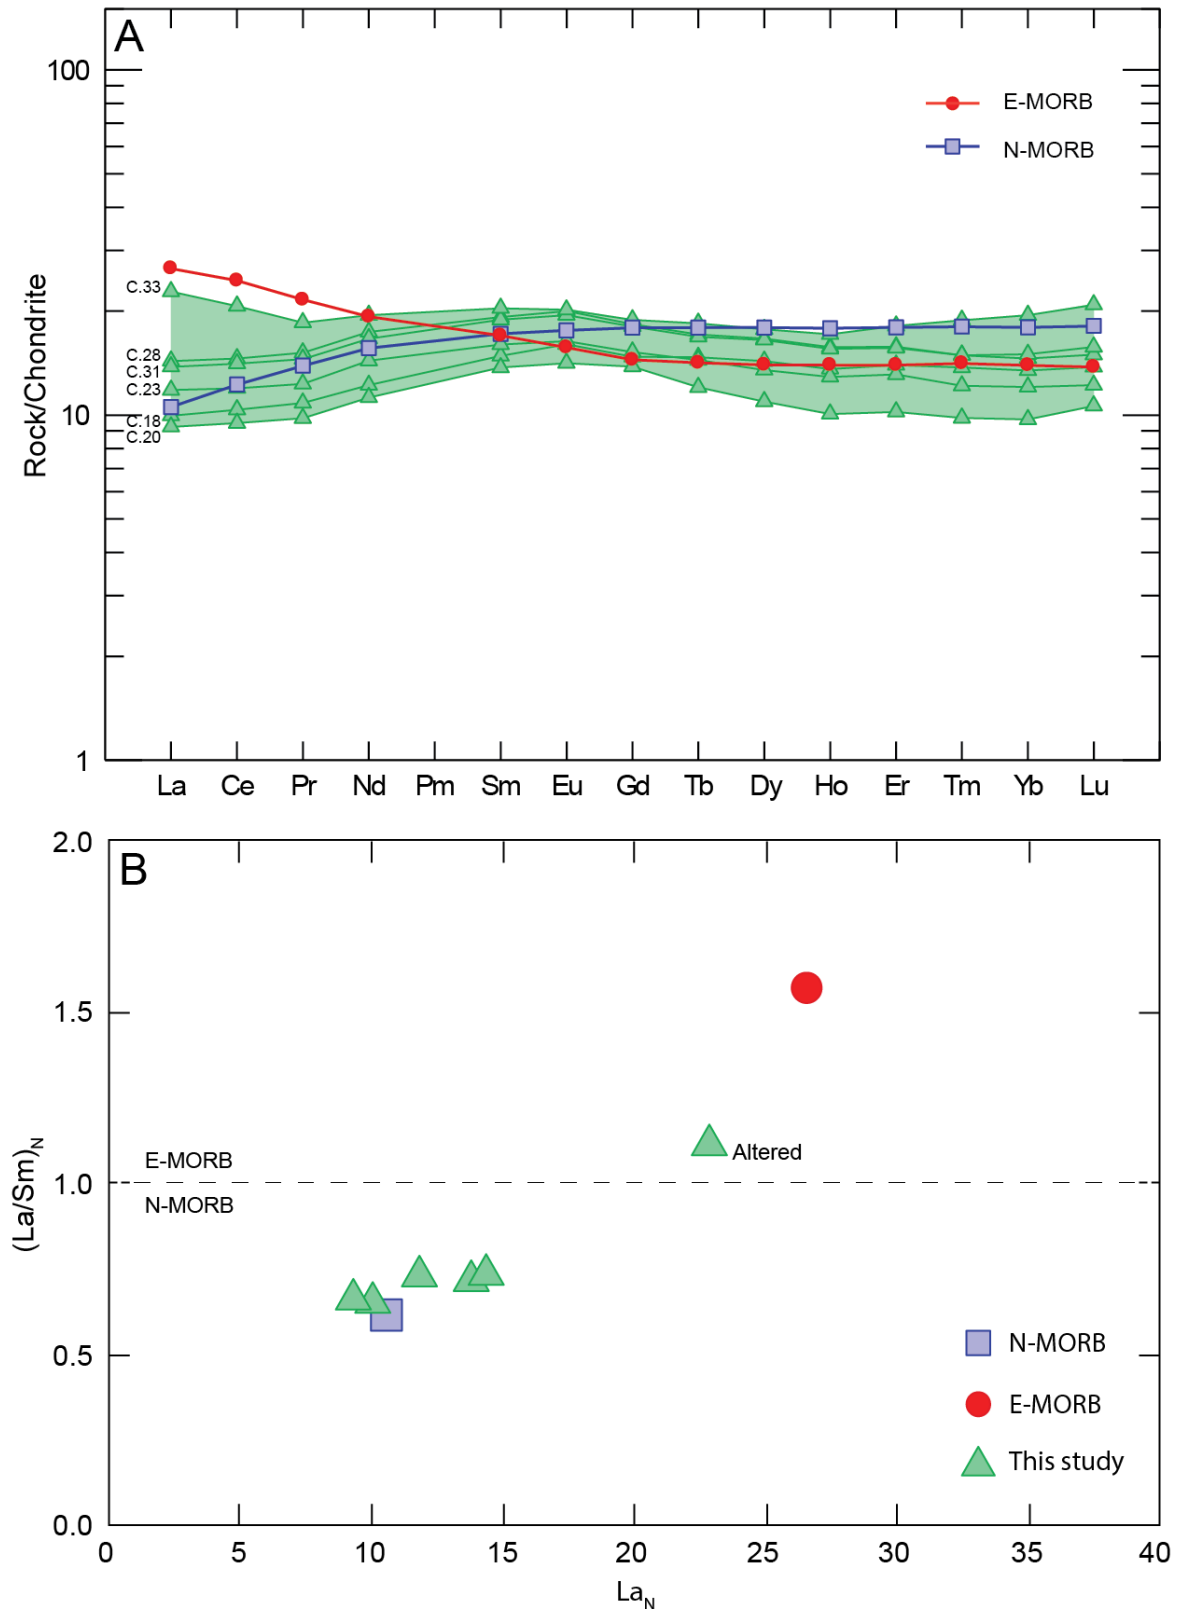 A
100
E-MORB
N-MORB
Rock/Chondrite
C.33
C.28
C.31
C.23
10
C.18
C.20
1
La Ce Pr Nd Pm Sm Eu Gd Tb Dy Ho Er Tm Yb Lu
2.0
B
1.5
(La/Sm)N
Altered
E-MORB
1.0
N-MORB
0.5
N-MORB
E-MORB
This study
0.0
0 5 10 15 20 25 30 35 40
LaN